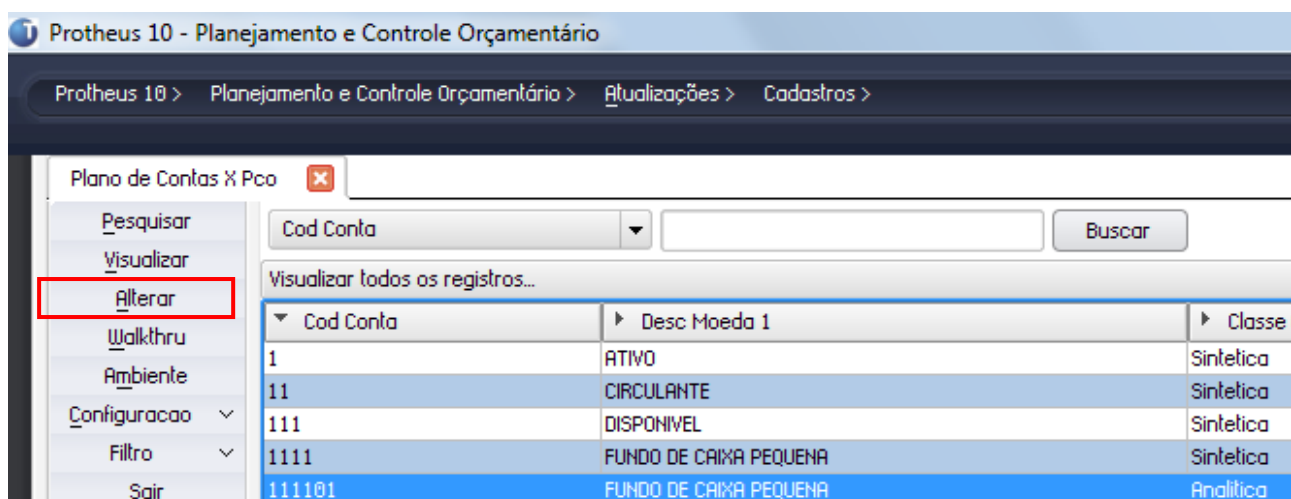 Protheus 10 - Planejamento e Controle Orçamentário
Protheus 10 > Planejamento e Controle Orçamentário > Atualizações > Cadastros >
Plano de Contas X Pco
Pesquisar
Visualizar
Alterar
Walkthru
Ambiente
Configuracao
Filtro
Sair
Cod Conta Buscar
Visualizar todos os registros...
Cod Conta Desc Moeda 1 Classe
1 ATIVO Sintetica
11 CIRCULANTE Sintetica
111 DISPONIVEL Sintetica
1111 FUNDO DE CAIXA PEQUENA Sintetica
111101 FUNDO DE CAIXA PEQUENA Analitica